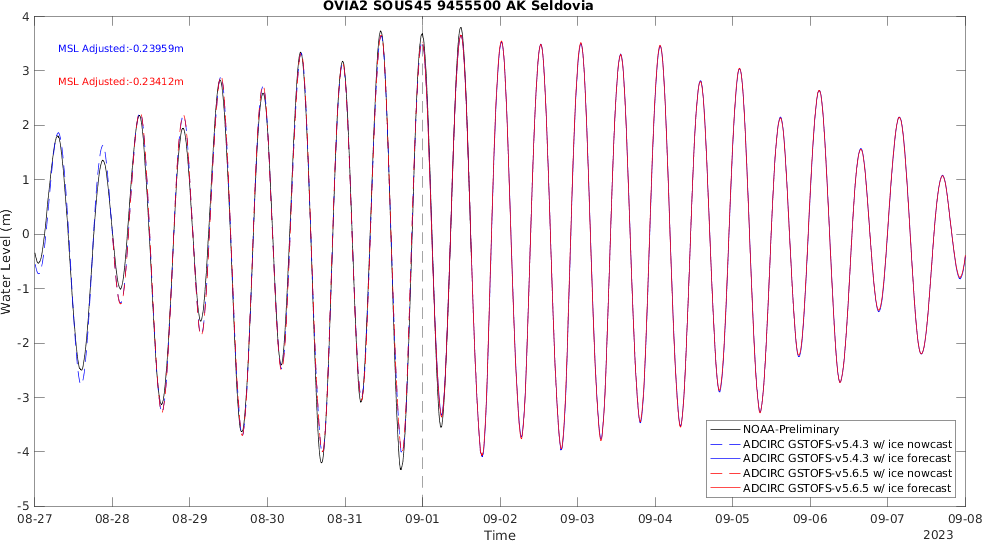 OVIA2 SOUS45 9455500 AK Seldovia
MSL Adjusted:-0.23959m
MSL Adjusted:-0.23412m
Water Level (m)
4
3
2
1
0
-1
-2
-3
-4
-5
NOAA-Preliminary
ADCIRC GSTOFS-v5.4.3 w/ ice nowcast
ADCIRC GSTOFS-v5.4.3 w/ ice forecast
ADCIRC GSTOFS-v5.6.5 w/ ice nowcast
ADCIRC GSTOFS-v5.6.5 w/ ice forecast
08-27 08-28 08-29 08-30 08-31 09-01 09-02 09-03 09-04 09-05 09-06 09-07 09-08
Time
2023